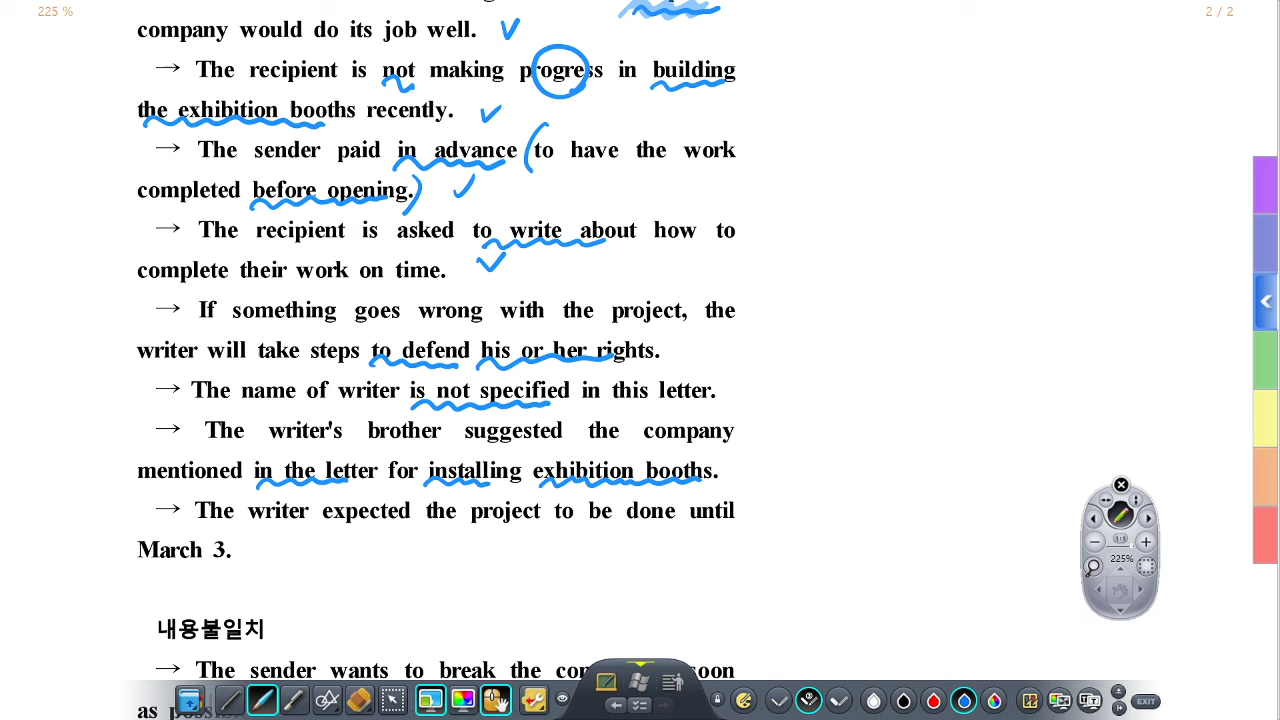 225 %
2 / 2
company would do its job well.
→ The recipient is not making progress in building
the exhibition booths recently.
→ The sender paid in advance to have the work
completed before opening.
→ The recipient is asked to write about how to
complete their work on time.
→ If something goes wrong with the project, the
writer will take steps to defend his or her rights.
→ The name of writer is not specified in this letter.
→ The writer's brother suggested the company
mentioned in the letter for installing exhibition booths.
→ The writer expected the project to be done until
March 3.
1:1
225%
내용불일치
→ The sender wants to break the soon
as
EXIT